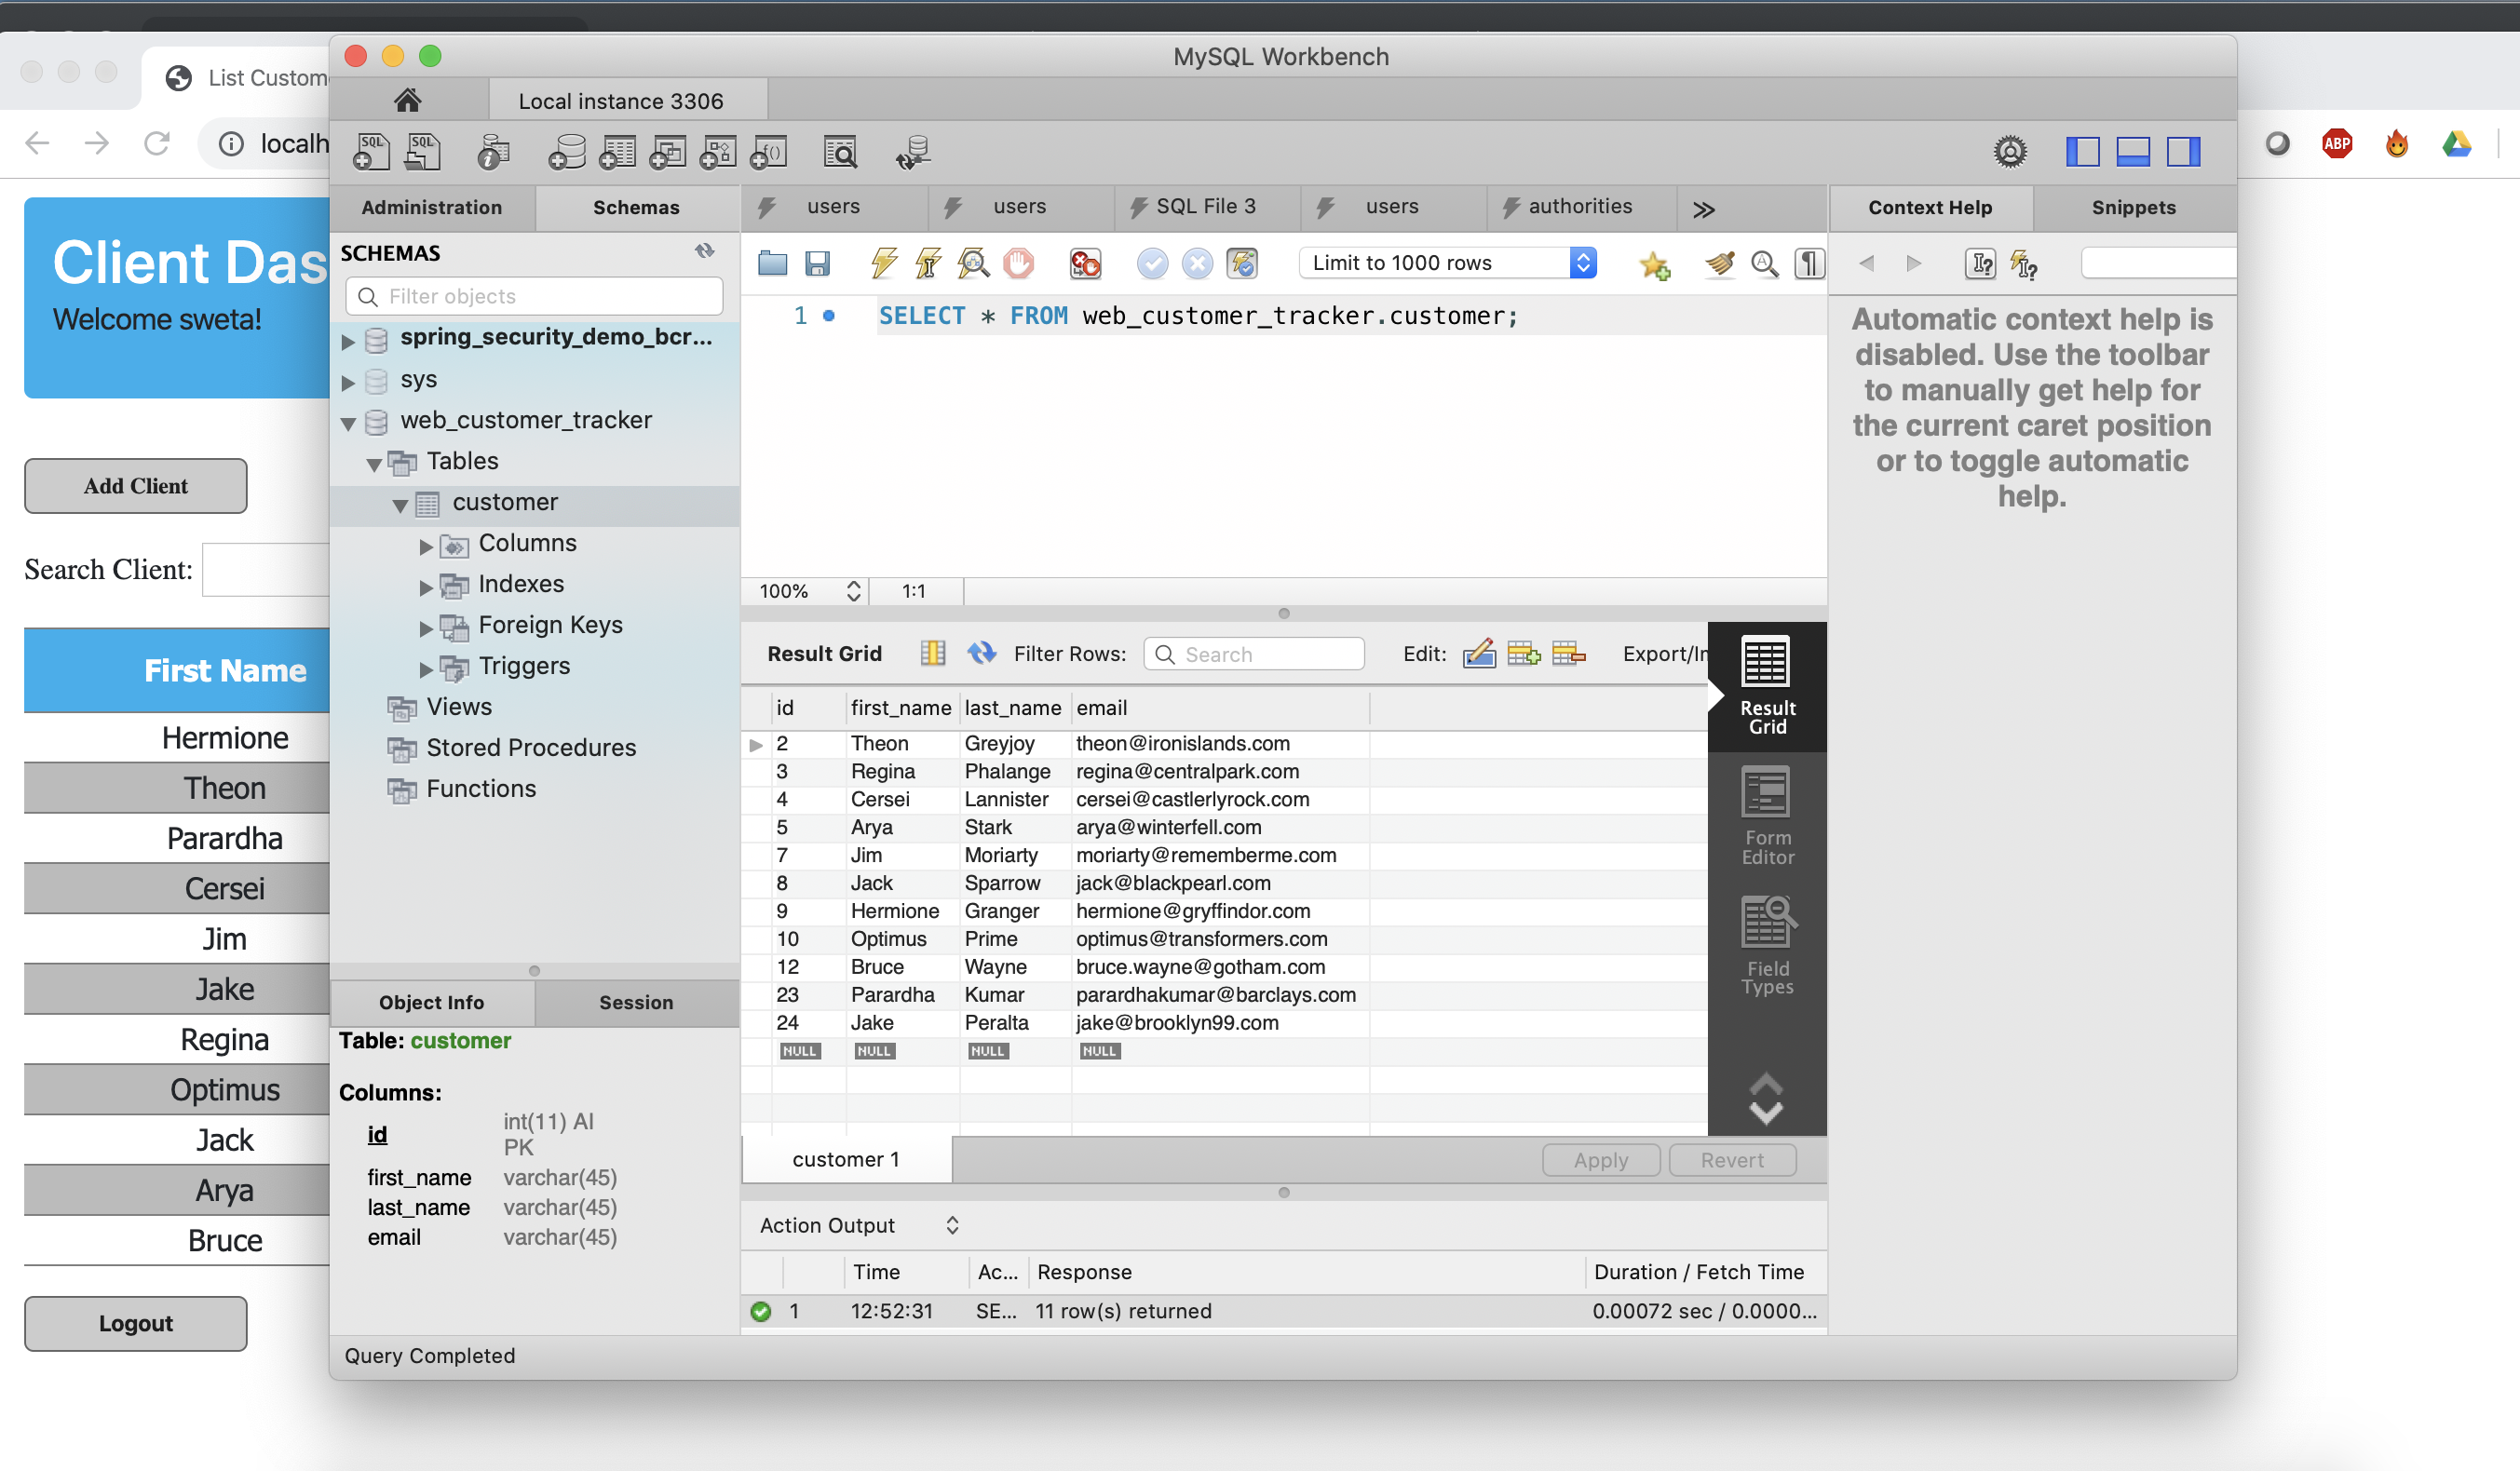 MySQL Workbench
List Custom
Local instance 3306
localh
ABP
SQL
SQL
f()
Client Das
Welcome sweta!
Add Client
Search Client:
First Name
Hermione
Theon
Parardha
Cersei
Jim
Jake
Regina
Optimus
Jack
Arya
Bruce
Logout
Administration
Schemas
SCHEMAS
Filter objects
spring_security_demo_bcr...
sys
web_customer_tracker
Tables
customer
Columns
Indexes
Foreign Keys
Triggers
Views
Stored Procedures
Functions
Object Info
Session
Table: customer
Columns:
id int(11) AI
PK
first_name varchar(45)
last_name varchar(45)
email varchar(45)
Query Completed
users
users
SQL File 3
users
authorities
Limit to 1000 rows
1 SELECT * FROM web_customer_tracker.customer;
100% 1:1
Result Grid Filter Rows: Search Edit: Export/Im
id first_name last_name email
2 Theon Greyjoy theon@ironislands.com
3 Regina Phalange regina@centralpark.com
4 Cersei Lannister cersei@castlerlyrock.com
5 Arya Stark arya@winterfell.com
7 Jim Moriarty moriarty@rememberme.com
8 Jack Sparrow jack@blackpearl.com
9 Hermione Granger hermione@gryffindor.com
10 Optimus Prime optimus@transformers.com
12 Bruce Wayne bruce.wayne@gotham.com
23 Parardha Kumar parardhakumar@barclays.com
24 Jake Peralta jake@brooklyn99.com
NULL NULL NULL NULL
Result
Grid
Form
Editor
Field
Types
customer 1
Apply
Revert
Action Output
Time Ac... Response Duration / Fetch Time
1 12:52:31 SE... 11 row(s) returned 0.00072 sec / 0.0000...
Context Help
Snippets
Automatic context help is
disabled. Use the toolbar
to manually get help for
the current caret position
or to toggle automatic
help.